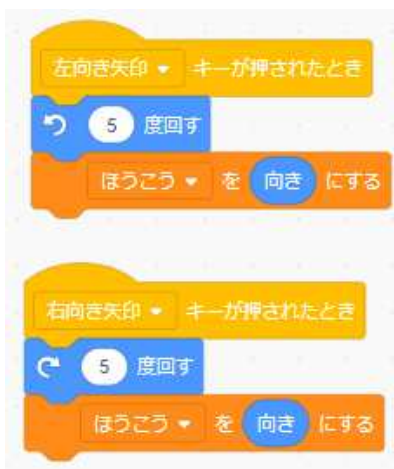 左向き矢印 キーが押されたとき
5 度回す
ほうこう を 向き にする
右向き矢印 キーが押されたとき
5 度回す
ほうこう を 向き にする